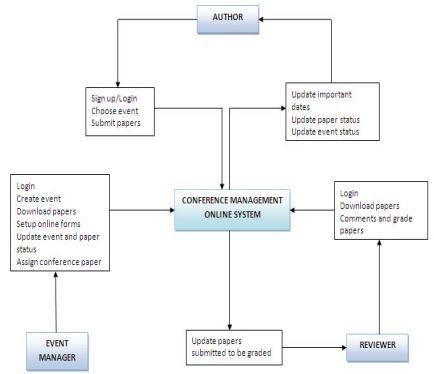 AUTHOR
Sign up/Login
Choose event
Submit papers
Update important
dates
Update paper status
Update event status
Login
Create event
Download papers
Setup online forms
Update event and paper
status
Assign conference paper
CONFERENCE MANAGEMENT
ONLINE SYSTEM
Login
Download papers
Comments and grade
papers
EVENT
MANAGER
Update papers
submitted to be graded
REVIEWER